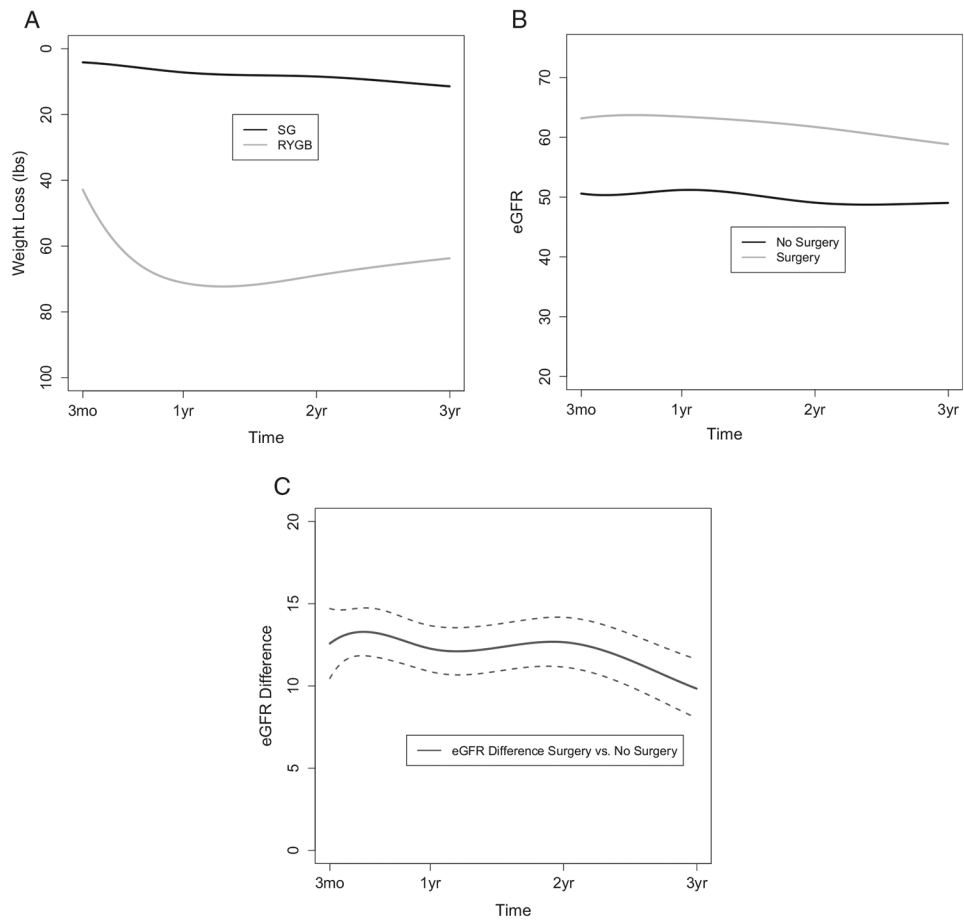 A
Weight Loss (lbs)
0
20
40
60
80
100
SG
RYGB
3mo 1yr 2yr 3yr
Time
B
eGFR
70
60
50
40
30
20
No Surgery
Surgery
3mo 1yr 2yr 3yr
Time
C
eGFR Difference
20
15
10
5
0
eGFR Difference Surgery vs. No Surgery
3mo 1yr 2yr 3yr
Time